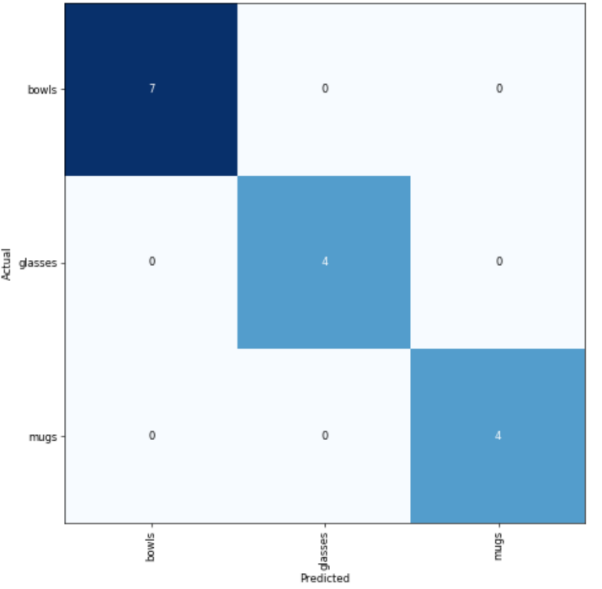 bowls 7 0 0
glasses 0 4 0
mugs 0 0 4
Actual
bowls glasses mugs
Predicted